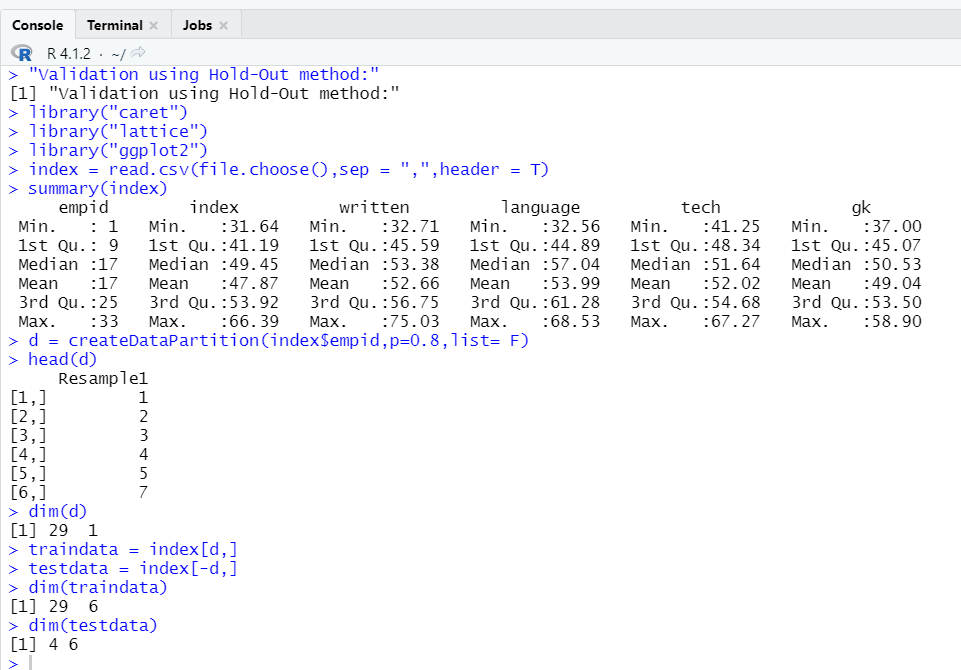 Console Terminal Jobs
R R 4.1.2 · ~/
> "Validation using Hold-Out method:"
[1] "Validation using Hold-Out method:"
> library("caret")
> library("lattice")
> library("ggplot2")
> index = read.csv(file.choose(),sep = ",",header = T)
> summary(index)
     empid        index          written         language          tech             gk
 Min.   : 1   Min.   :31.64   Min.   :32.71   Min.   :32.56   Min.   :41.25   Min.   :37.00
 1st Qu.: 9   1st Qu.:41.19   1st Qu.:45.59   1st Qu.:44.89   1st Qu.:48.34   1st Qu.:45.07
 Median :17   Median :49.45   Median :53.38   Median :57.04   Median :51.64   Median :50.53
 Mean   :17   Mean   :47.87   Mean   :52.66   Mean   :53.99   Mean   :52.02   Mean   :49.04
 3rd Qu.:25   3rd Qu.:53.92   3rd Qu.:56.75   3rd Qu.:61.28   3rd Qu.:54.68   3rd Qu.:53.50
 Max.   :33   Max.   :66.39   Max.   :75.03   Max.   :68.53   Max.   :67.27   Max.   :58.90
> d = createDataPartition(index$empid,p=0.8,list= F)
> head(d)
     Resample1
[1,]         1
[2,]         2
[3,]         3
[4,]         4
[5,]         5
[6,]         7
> dim(d)
[1] 29  1
> traindata = index[d,]
> testdata = index[-d,]
> dim(traindata)
[1] 29  6
> dim(testdata)
[1] 4 6
>